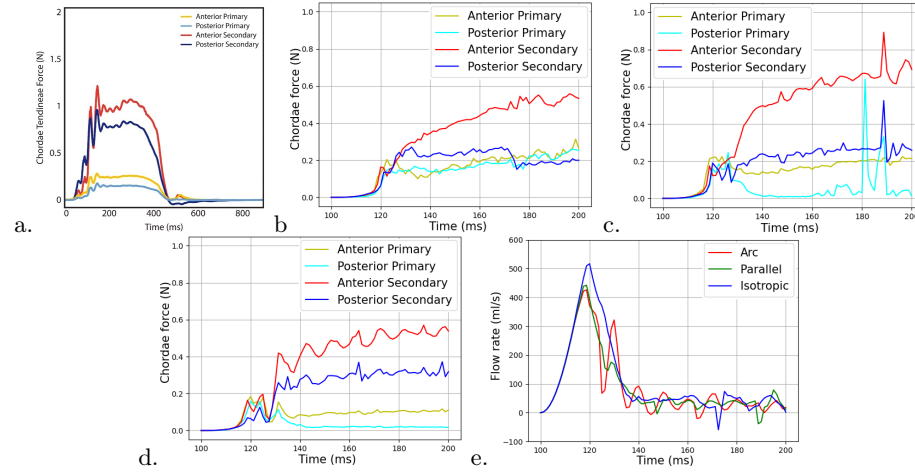 2
1.5
1
0.5
0
0 200 400 600 800
Chordae Tendineae Force (N)
Time (ms)
Anterior Primary
Posterior Primary
Anterior Secondary
Posterior Secondary
a.
1.0
0.8
0.6
0.4
0.2
0.0
100 120 140 160 180 200
Chordae force (N)
Time (ms)
Anterior Primary
Posterior Primary
Anterior Secondary
Posterior Secondary
b.
1.0
0.8
0.6
0.4
0.2
0.0
100 120 140 160 180 200
Chordae force (N)
Time (ms)
Anterior Primary
Posterior Primary
Anterior Secondary
Posterior Secondary
c.
1.0
0.8
0.6
0.4
0.2
0.0
100 120 140 160 180 200
Chordae force (N)
Time (ms)
Anterior Primary
Posterior Primary
Anterior Secondary
Posterior Secondary
d.
600
500
400
300
200
100
0
−100
100 120 140 160 180 200
Flow rate (ml/s)
Time (ms)
Arc
Parallel
Isotropic
e.